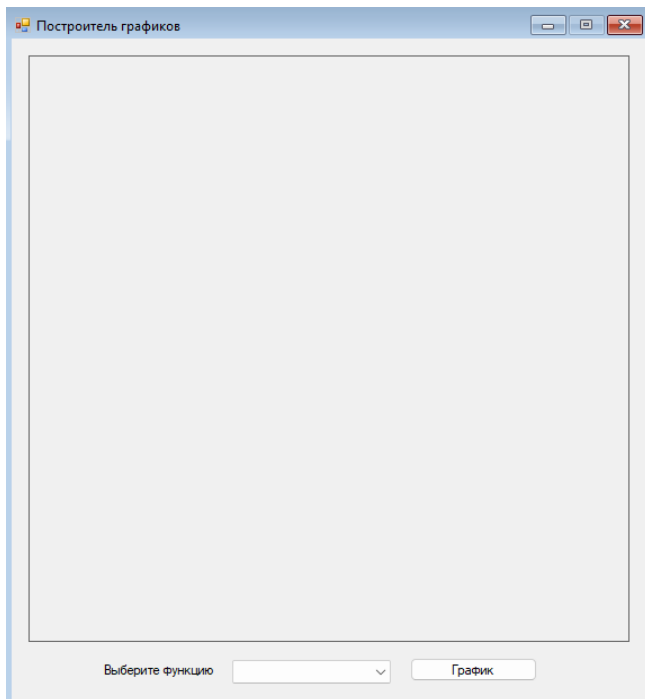 Построитель графиков
Выберите функцию
График